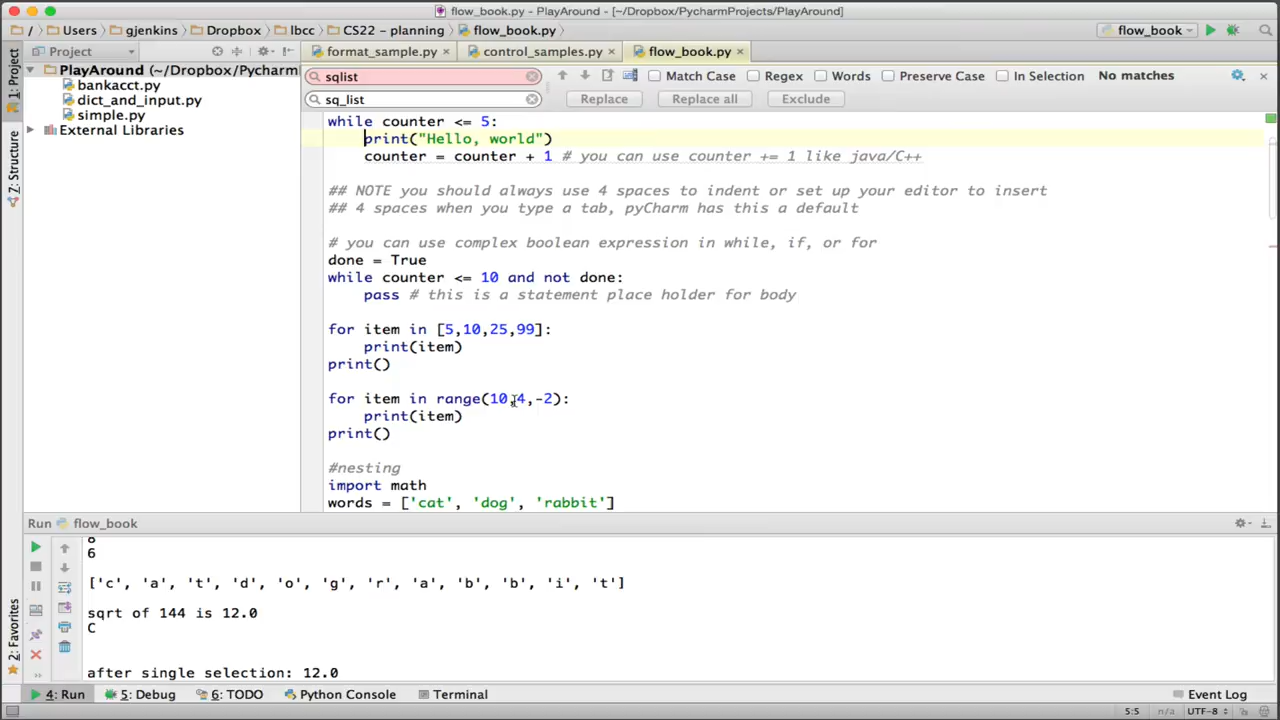 flow_book.py - PlayAround - [~/Dropbox/PycharmProjects/PlayAround]
/ Users gjenkins Dropbox lbcc CS22 - planning flow_book.py flow_book
1: Project
Z: Structure
2: Favorites
Project
PlayAround (~/Dropbox/Pycharm
bankacct.py
dict_and_input.py
simple.py
External Libraries
format_sample.py × control_samples.py × flow_book.py ×
sqlist Match Case Regex Words Preserve Case In Selection No matches
sq_list Replace Replace all Exclude
while counter <= 5:
print("Hello, world")
counter = counter + 1 # you can use counter += 1 like java/C++
## NOTE you should always use 4 spaces to indent or set up your editor to insert
## 4 spaces when you type a tab, pyCharm has this a default
# you can use complex boolean expression in while, if, or for
done = True
while counter <= 10 and not done:
pass # this is a statement place holder for body
for item in [5,10,25,99]:
print(item)
print()
for item in range(10,4,-2):
print(item)
print()
#nesting
import math
words = ['cat', 'dog', 'rabbit']
Run flow_book
8
6
['c', 'a', 't', 'd', 'o', 'g', 'r', 'a', 'b', 'b', 'i', 't']
sqrt of 144 is 12.0
C
after single selection: 12.0
4: Run 5: Debug 6: TODO Python Console Terminal Event Log
5:5 n/a UTF-8